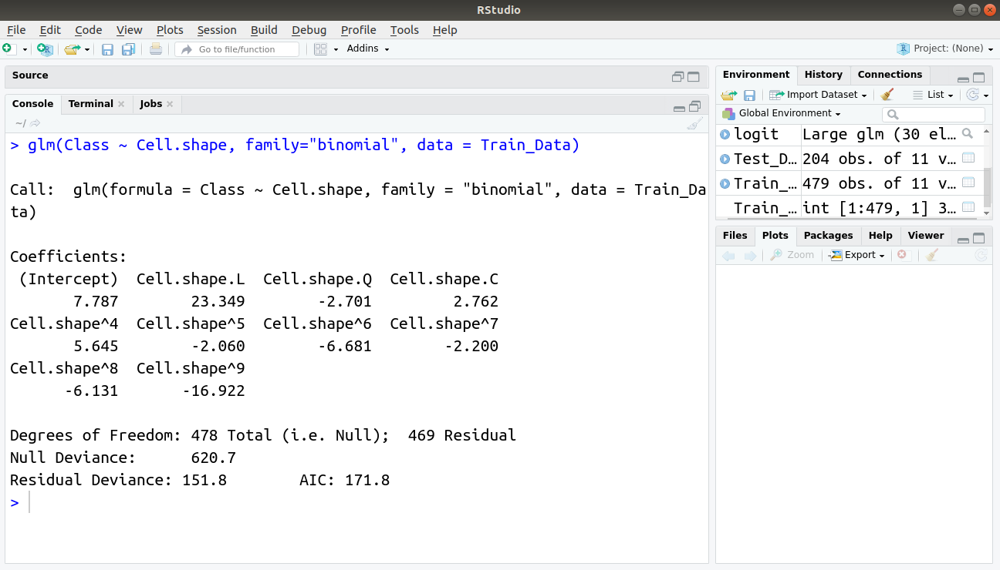 RStudio
File Edit Code View Plots Session Build Debug Profile Tools Help
Go to file/function Addins Project: (None)
Source
Console Terminal Jobs
~/
> glm(Class ~ Cell.shape, family="binomial", data = Train_Data)
Call:  glm(formula = Class ~ Cell.shape, family = "binomial", data = Train_Da
ta)
Coefficients:
 (Intercept)  Cell.shape.L  Cell.shape.Q  Cell.shape.C
       7.787        23.349        -2.701         2.762
Cell.shape^4  Cell.shape^5  Cell.shape^6  Cell.shape^7
       5.645        -2.060        -6.681        -2.200
Cell.shape^8  Cell.shape^9
      -6.131       -16.922
Degrees of Freedom: 478 Total (i.e. Null);  469 Residual
Null Deviance:      620.7
Residual Deviance: 151.8        AIC: 171.8
>
Environment History Connections
Import Dataset List
Global Environment
logit Large glm (30 el…
Test_D… 204 obs. of 11 v…
Train_… 479 obs. of 11 v…
Train_… int [1:479, 1] 3…
Files Plots Packages Help Viewer
Zoom Export